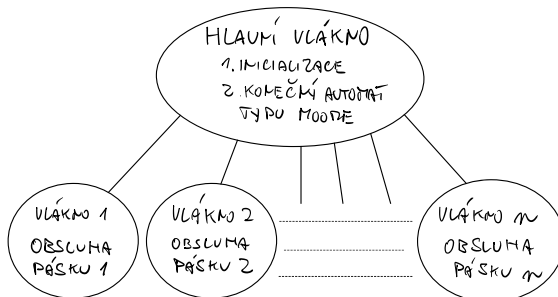 HLAVNÍ VLÁKNO
1. INICIALIZACE
2. KONEČNÝ AUTOMAT
TYPU MOORE
VLÁKNO 1
OBSLUHA
PÁSKU 1
VLÁKNO 2
OBSLUHA
PÁSKU 2
VLÁKNO n
OBSLUHA
PÁSKU n